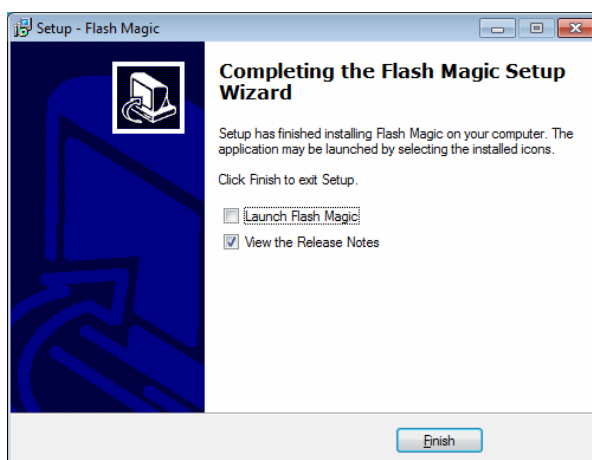 Setup - Flash Magic
Completing the Flash Magic Setup
Wizard
Setup has finished installing Flash Magic on your computer. The
application may be launched by selecting the installed icons.
Click Finish to exit Setup.
Launch Flash Magic
View the Release Notes
Finish